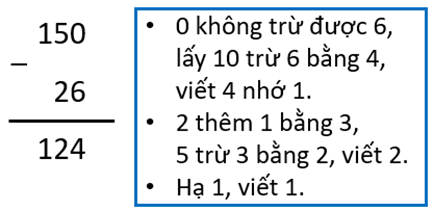 150
–
26
124
• 0 không trừ được 6,
lấy 10 trừ 6 bằng 4,
viết 4 nhớ 1.
• 2 thêm 1 bằng 3,
5 trừ 3 bằng 2, viết 2.
• Hạ 1, viết 1.